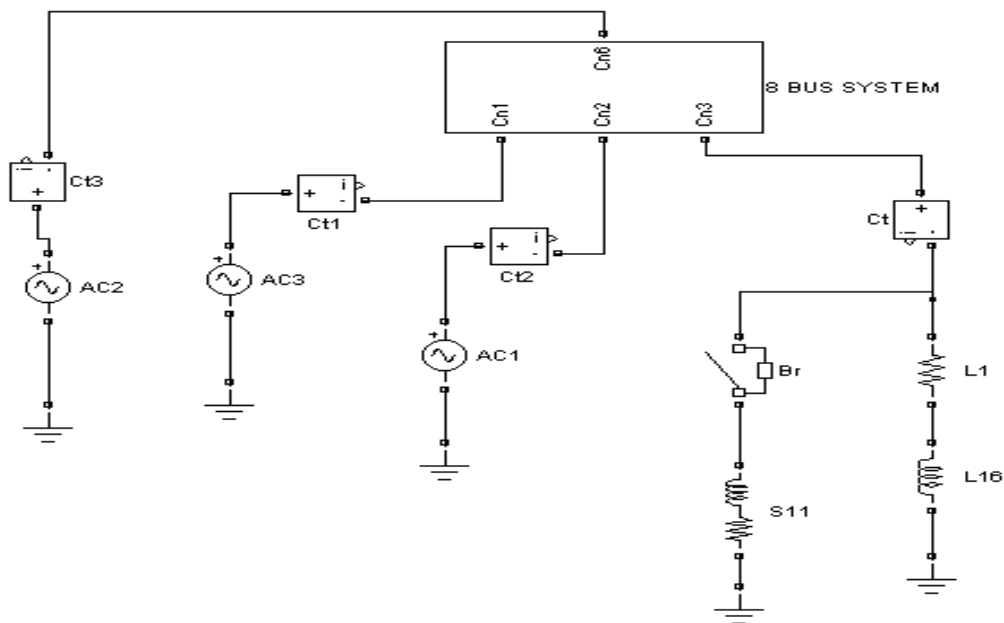 Cn6
8 BUS SYSTEM
Cn1
Cn2
Cn3
i
-
+
Ct3
+
i
-
Ct1
+
i
-
Ct2
+
i
-
Ct
+
AC2
+
AC3
+
AC1
Br
L1
S11
L16